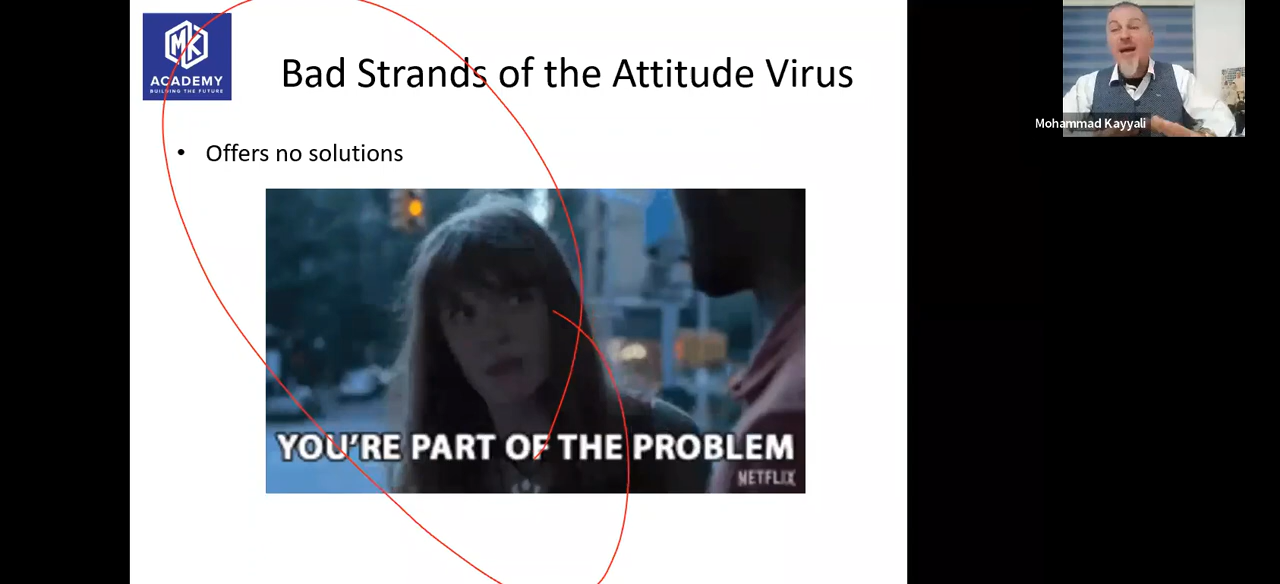 MK
ACADEMY
BUILDING THE FUTURE
Bad Strands of the Attitude Virus
• Offers no solutions
YOU'RE PART OF THE PROBLEM
NETFLIX
Mohammad Kayyali